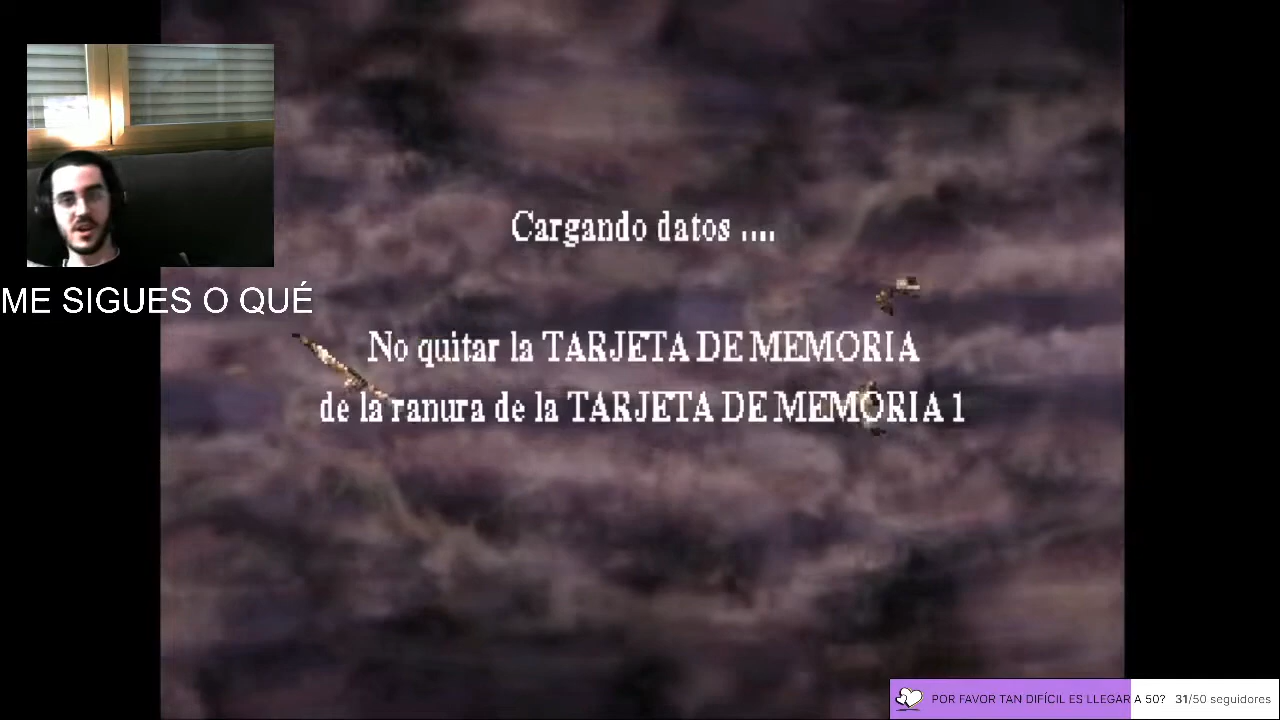 Cargando datos ....
ME SIGUES O QUÉ
No quitar la TARJETA DE MEMORIA
de la ranura de la TARJETA DE MEMORIA 1
POR FAVOR TAN DIFÍCIL ES LLEGAR A 50? 31/50 seguidores